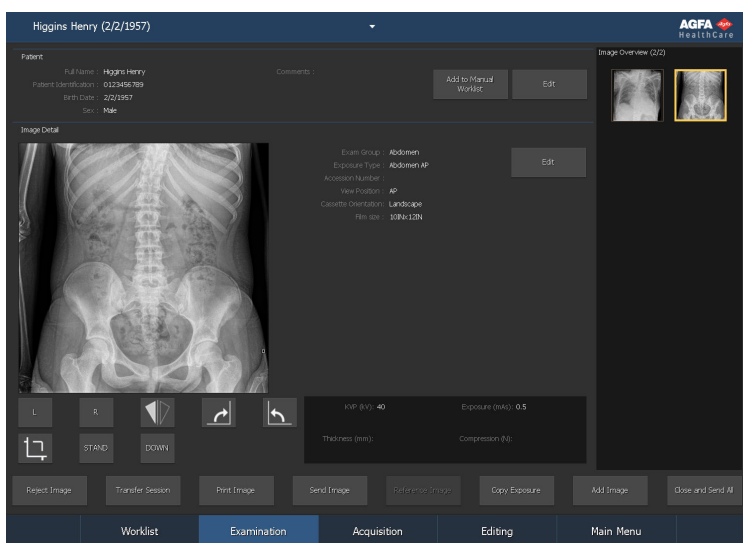 Higgins Henry (2/2/1957)
AGFA
HealthCare
Patient
Full Name : Higgins Henry
Patient Identification : 0123456789
Birth Date : 2/2/1957
Sex : Male
Comments :
Add to Manual
Worklist
Edit
Image Overview (2/2)
Image Detail
Exam Group : Abdomen
Exposure Type : Abdomen AP
Accession Number :
View Position : AP
Cassette Orientation: Landscape
Film size : 10INx12IN
Edit
L
R
STAND
DOWN
KVP (kV): 40
Exposure (mAs): 0.5
Thickness (mm):
Compression (N):
Reject Image
Transfer Session
Print Image
Send Image
Reference Image
Copy Exposure
Add Image
Close and Send All
Worklist
Examination
Acquisition
Editing
Main Menu